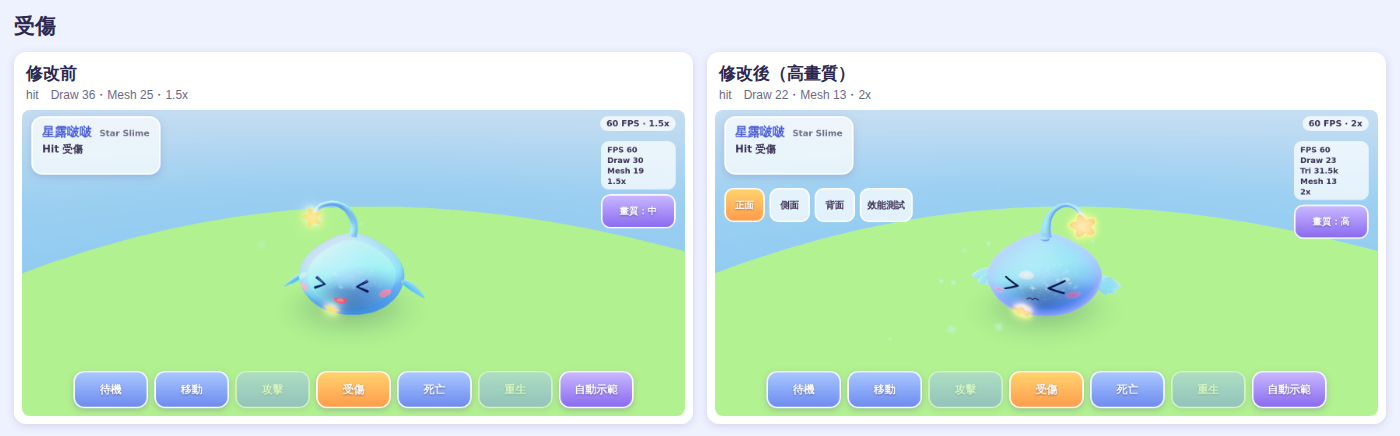 受傷
修改前
hit Draw 36・Mesh 25・1.5x
星露啵啵 Star Slime
Hit 受傷
60 FPS · 1.5x
FPS 60
Draw 30
Mesh 19
1.5x
畫質：中
待機 移動 攻擊 受傷 死亡 重生 自動示範
修改後（高畫質）
hit Draw 22・Mesh 13・2x
星露啵啵 Star Slime
Hit 受傷
60 FPS · 2x
FPS 60
Draw 23
Tri 31.5k
Mesh 13
2x
正面 側面 背面 效能測試
畫質：高
待機 移動 攻擊 受傷 死亡 重生 自動示範